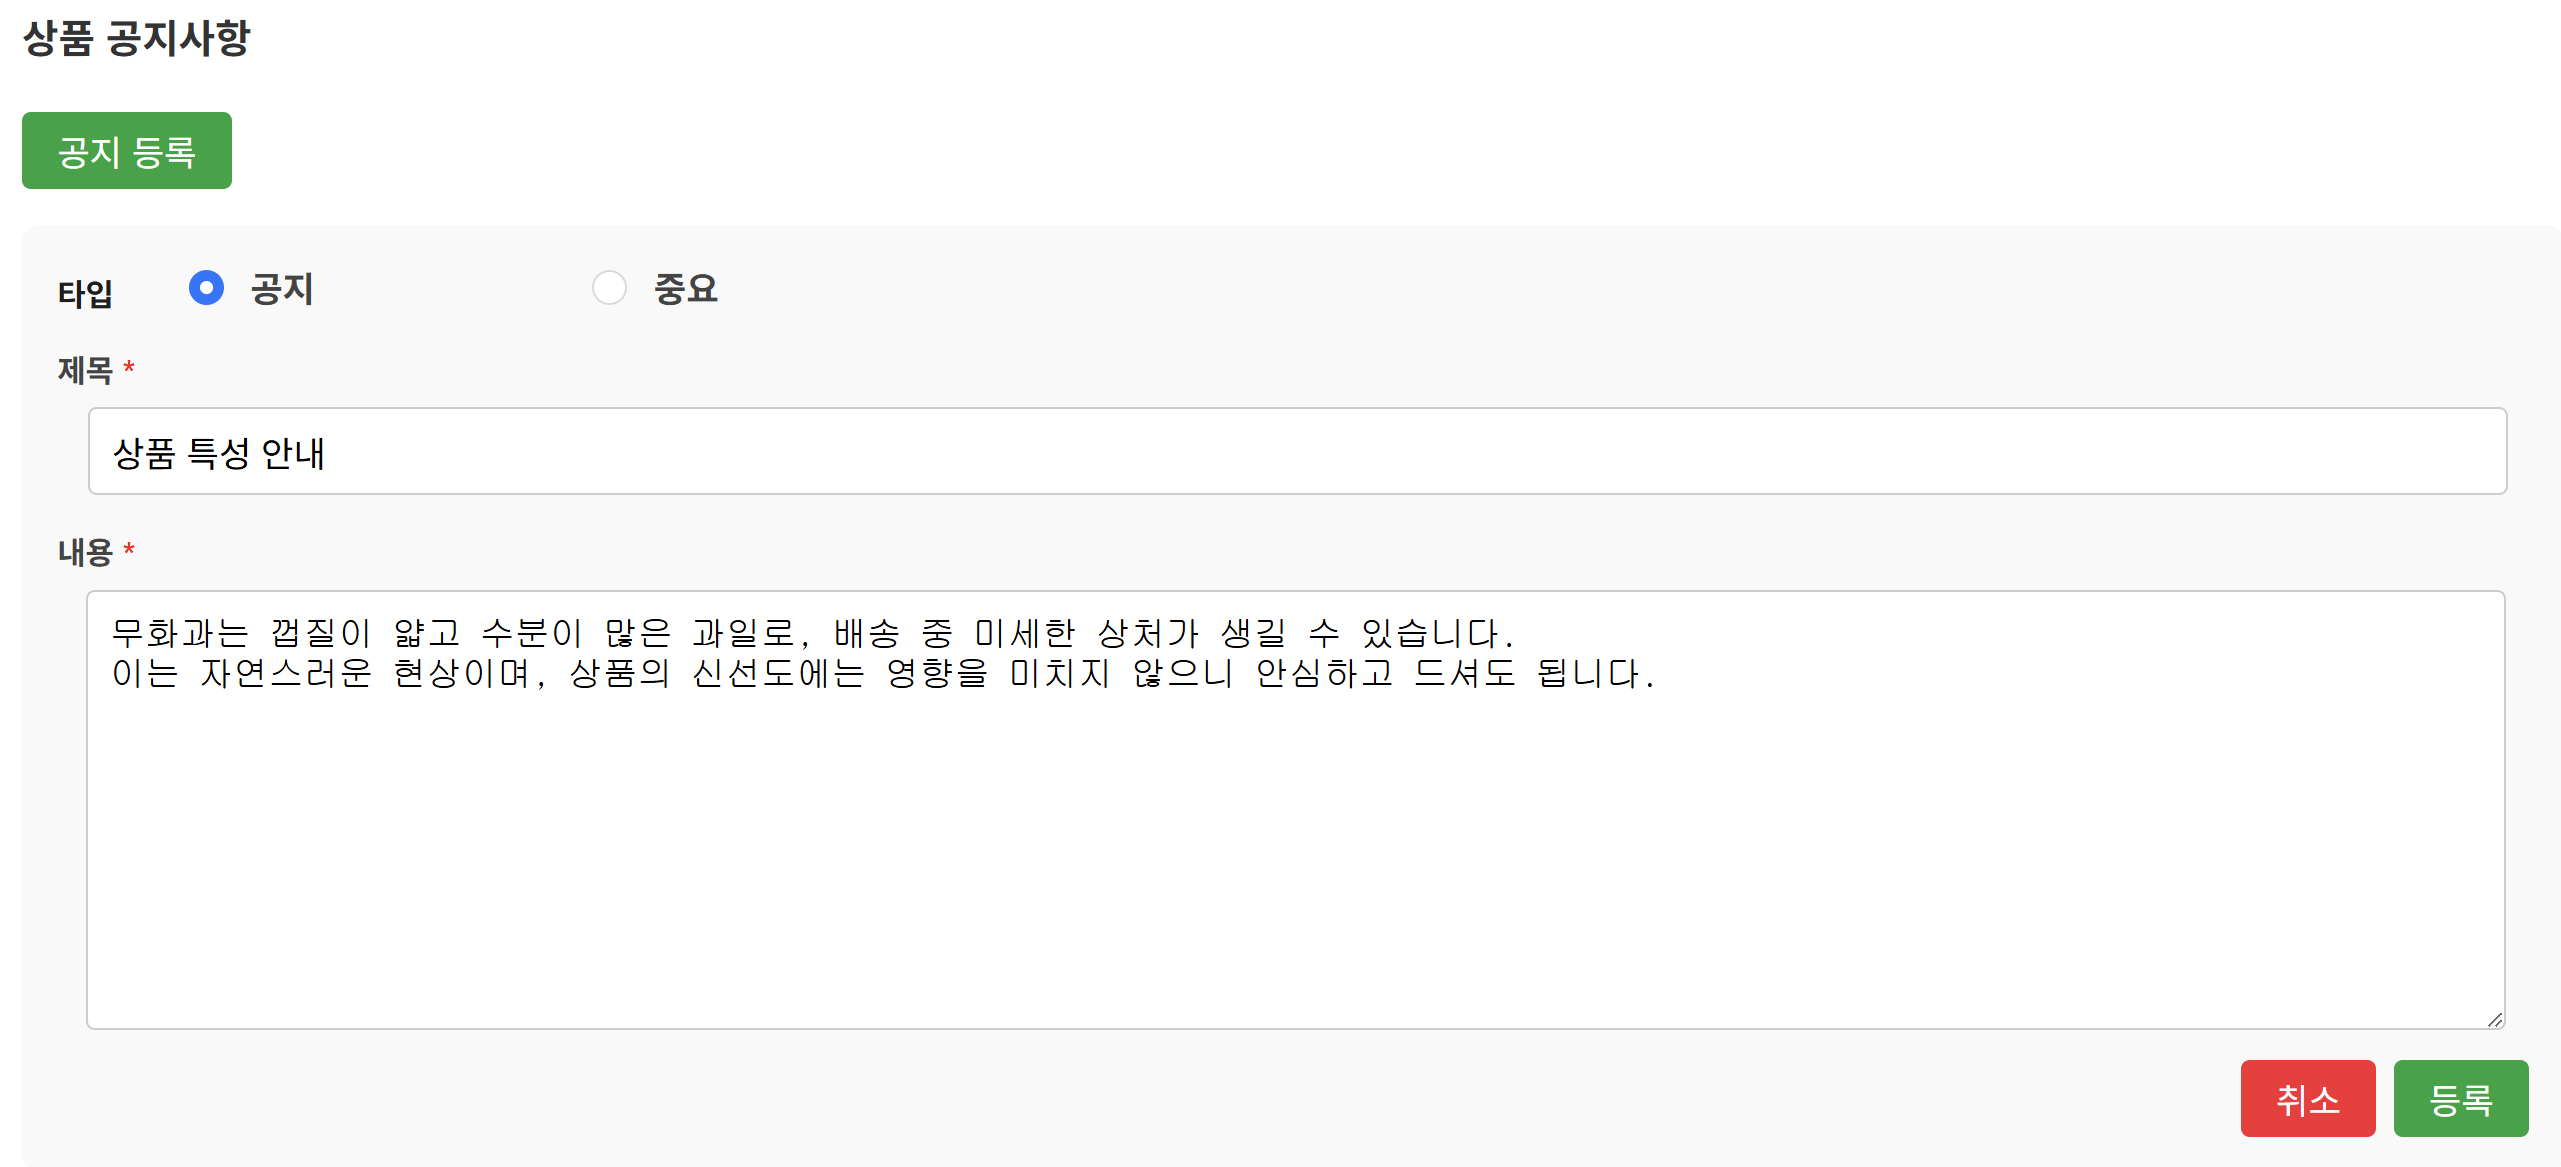 상품 공지사항
공지 등록
타입 공지 중요
제목 *
상품 특성 안내
내용 *
무화과는 껍질이 얇고 수분이 많은 과일로, 배송 중 미세한 상처가 생길 수 있습니다.
이는 자연스러운 현상이며, 상품의 신선도에는 영향을 미치지 않으니 안심하고 드셔도 됩니다.
취소 등록